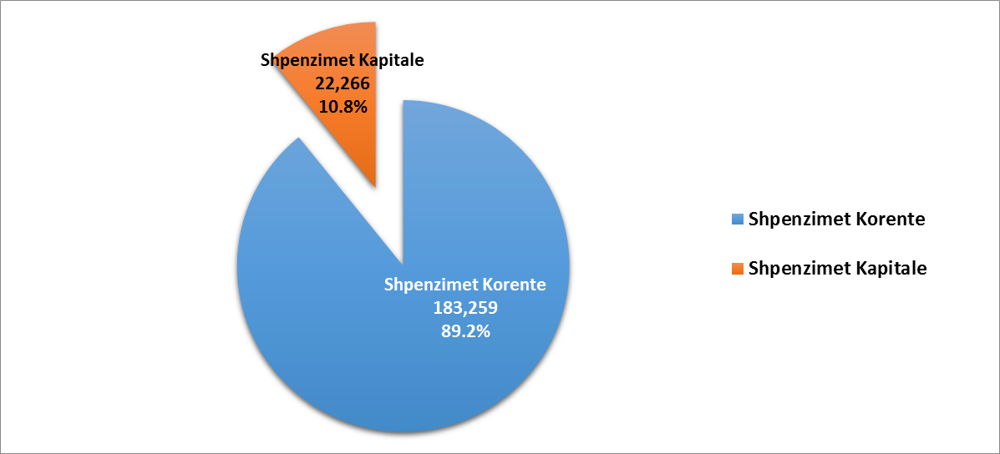 Shpenzimet Kapitale
22,266
10.8%
Shpenzimet Korente
183,259
89.2%
Shpenzimet Korente
Shpenzimet Kapitale